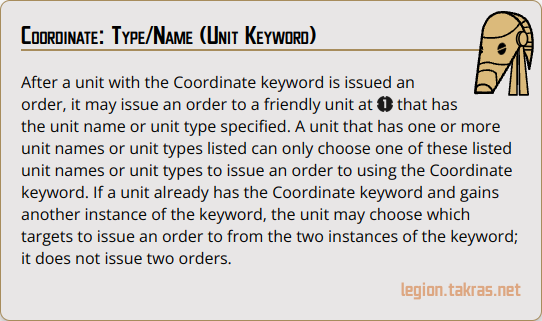 Coordinate: Type/Name (Unit Keyword)
After a unit with the Coordinate keyword is issued an
order, it may issue an order to a friendly unit at 1 that has
the unit name or unit type specified. A unit that has one or more
unit names or unit types listed can only choose one of these listed
unit names or unit types to issue an order to using the Coordinate
keyword. If a unit already has the Coordinate keyword and gains
another instance of the keyword, the unit may choose which
targets to issue an order to from the two instances of the keyword;
it does not issue two orders.
legion.takras.net